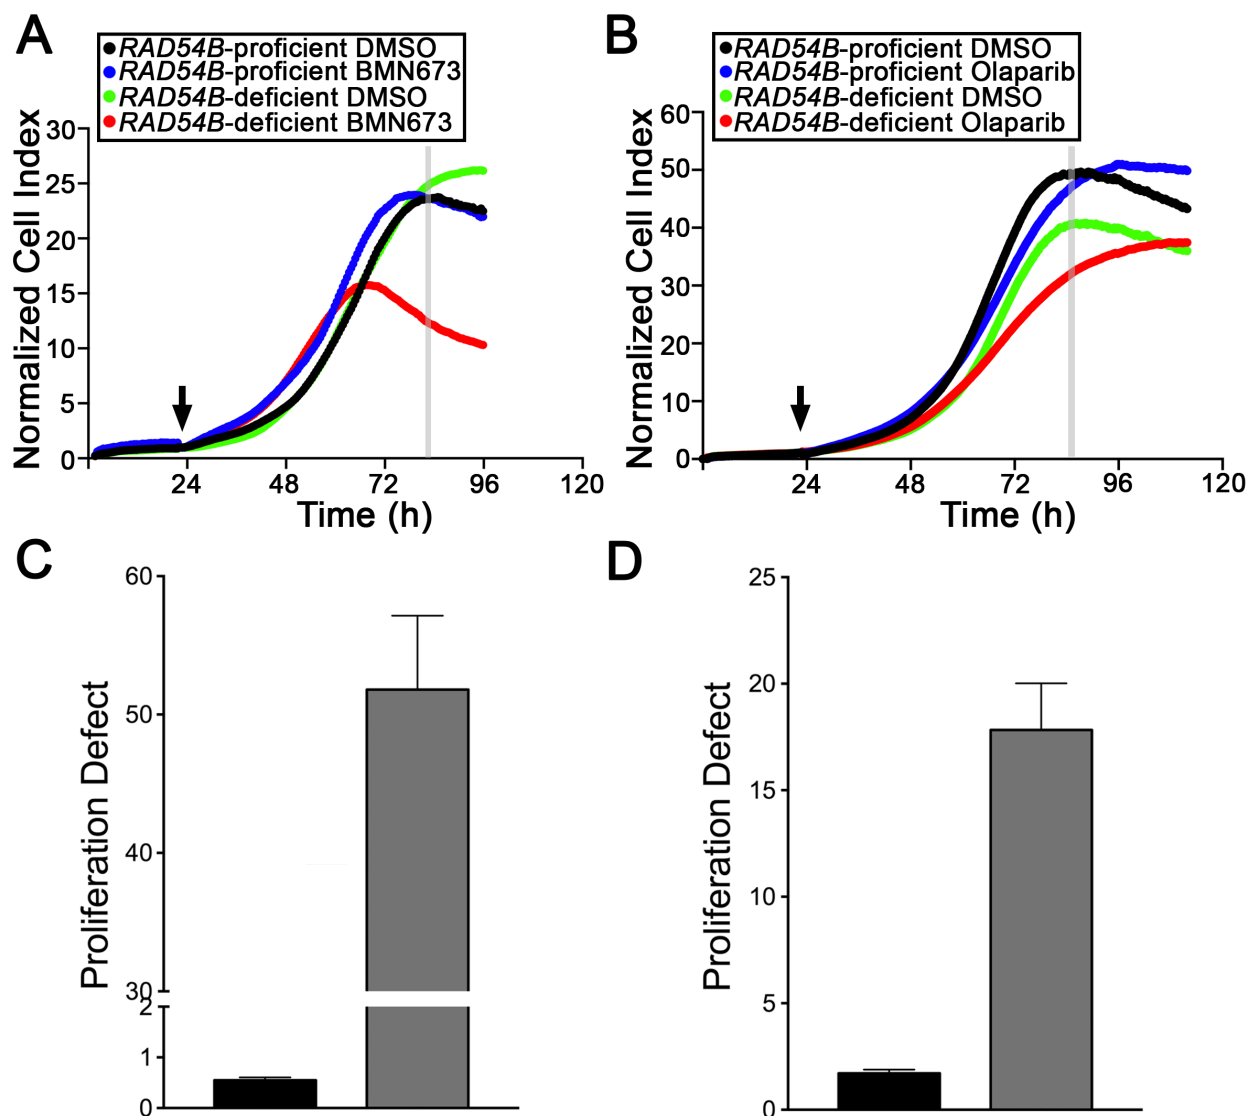 A
RAD54B-proficient DMSO
RAD54B-proficient BMN673
RAD54B-deficient DMSO
RAD54B-deficient BMN673
Normalized Cell Index
30
25
20
15
10
5
0
24
48
72
96
120
Time (h)
B
RAD54B-proficient DMSO
RAD54B-proficient Olaparib
RAD54B-deficient DMSO
RAD54B-deficient Olaparib
Normalized Cell Index
60
50
40
30
20
10
0
24
48
72
96
120
Time (h)
C
Proliferation Defect
60
50
40
30
2
1
0
D
Proliferation Defect
25
20
15
10
5
0